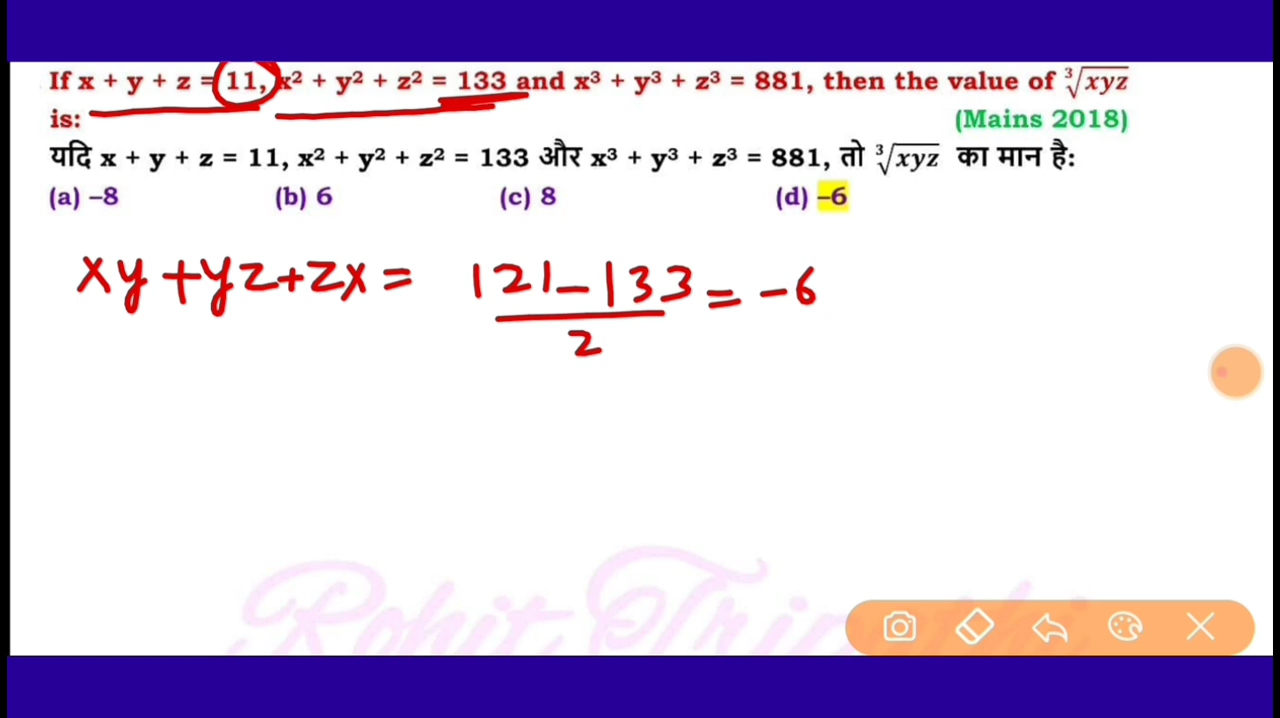 If x + y + z = 11, x² + y² + z² = 133 and x³ + y³ + z³ = 881, then the value of ∛xyz
is: (Mains 2018)
यदि x + y + z = 11, x² + y² + z² = 133 और x³ + y³ + z³ = 881, तो ∛xyz का मान है:
(a) –8 (b) 6 (c) 8 (d) –6
xy + yz + zx = 121 – 133 = –6
2
Rohit